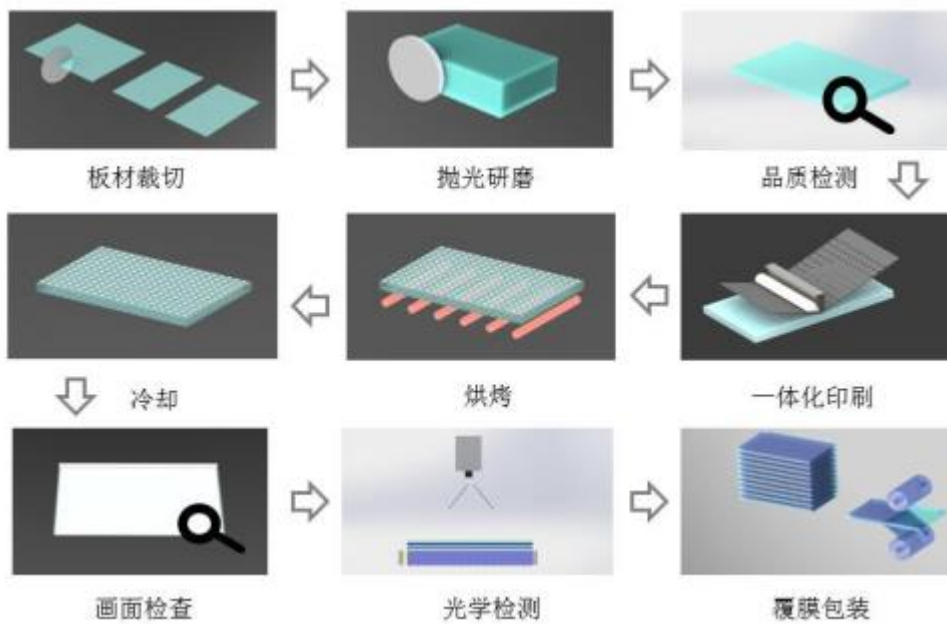 板材裁切
抛光研磨
品质检测
一体化印刷
烘烤
冷却
画面检查
光学检测
覆膜包装